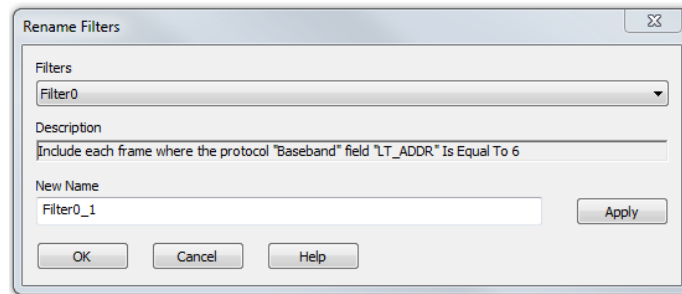 Rename Filters
Filters
Filter0
Description
Include each frame where the protocol "Baseband" field "LT_ADDR" Is Equal To 6
New Name
Filter0_1
Apply
OK Cancel Help